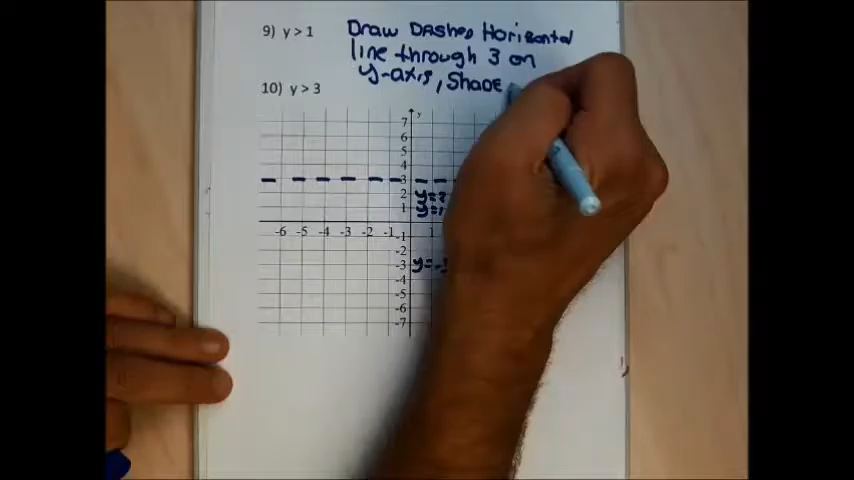 9) y > 1
Draw DASHED Horizontal
line through 3 on
y-axis, SHADE
10) y > 3
y
7
6
5
4
3
2
1
-6 -5 -4 -3 -2 -1 1
-1
-2
-3
-4
-5
-6
-7